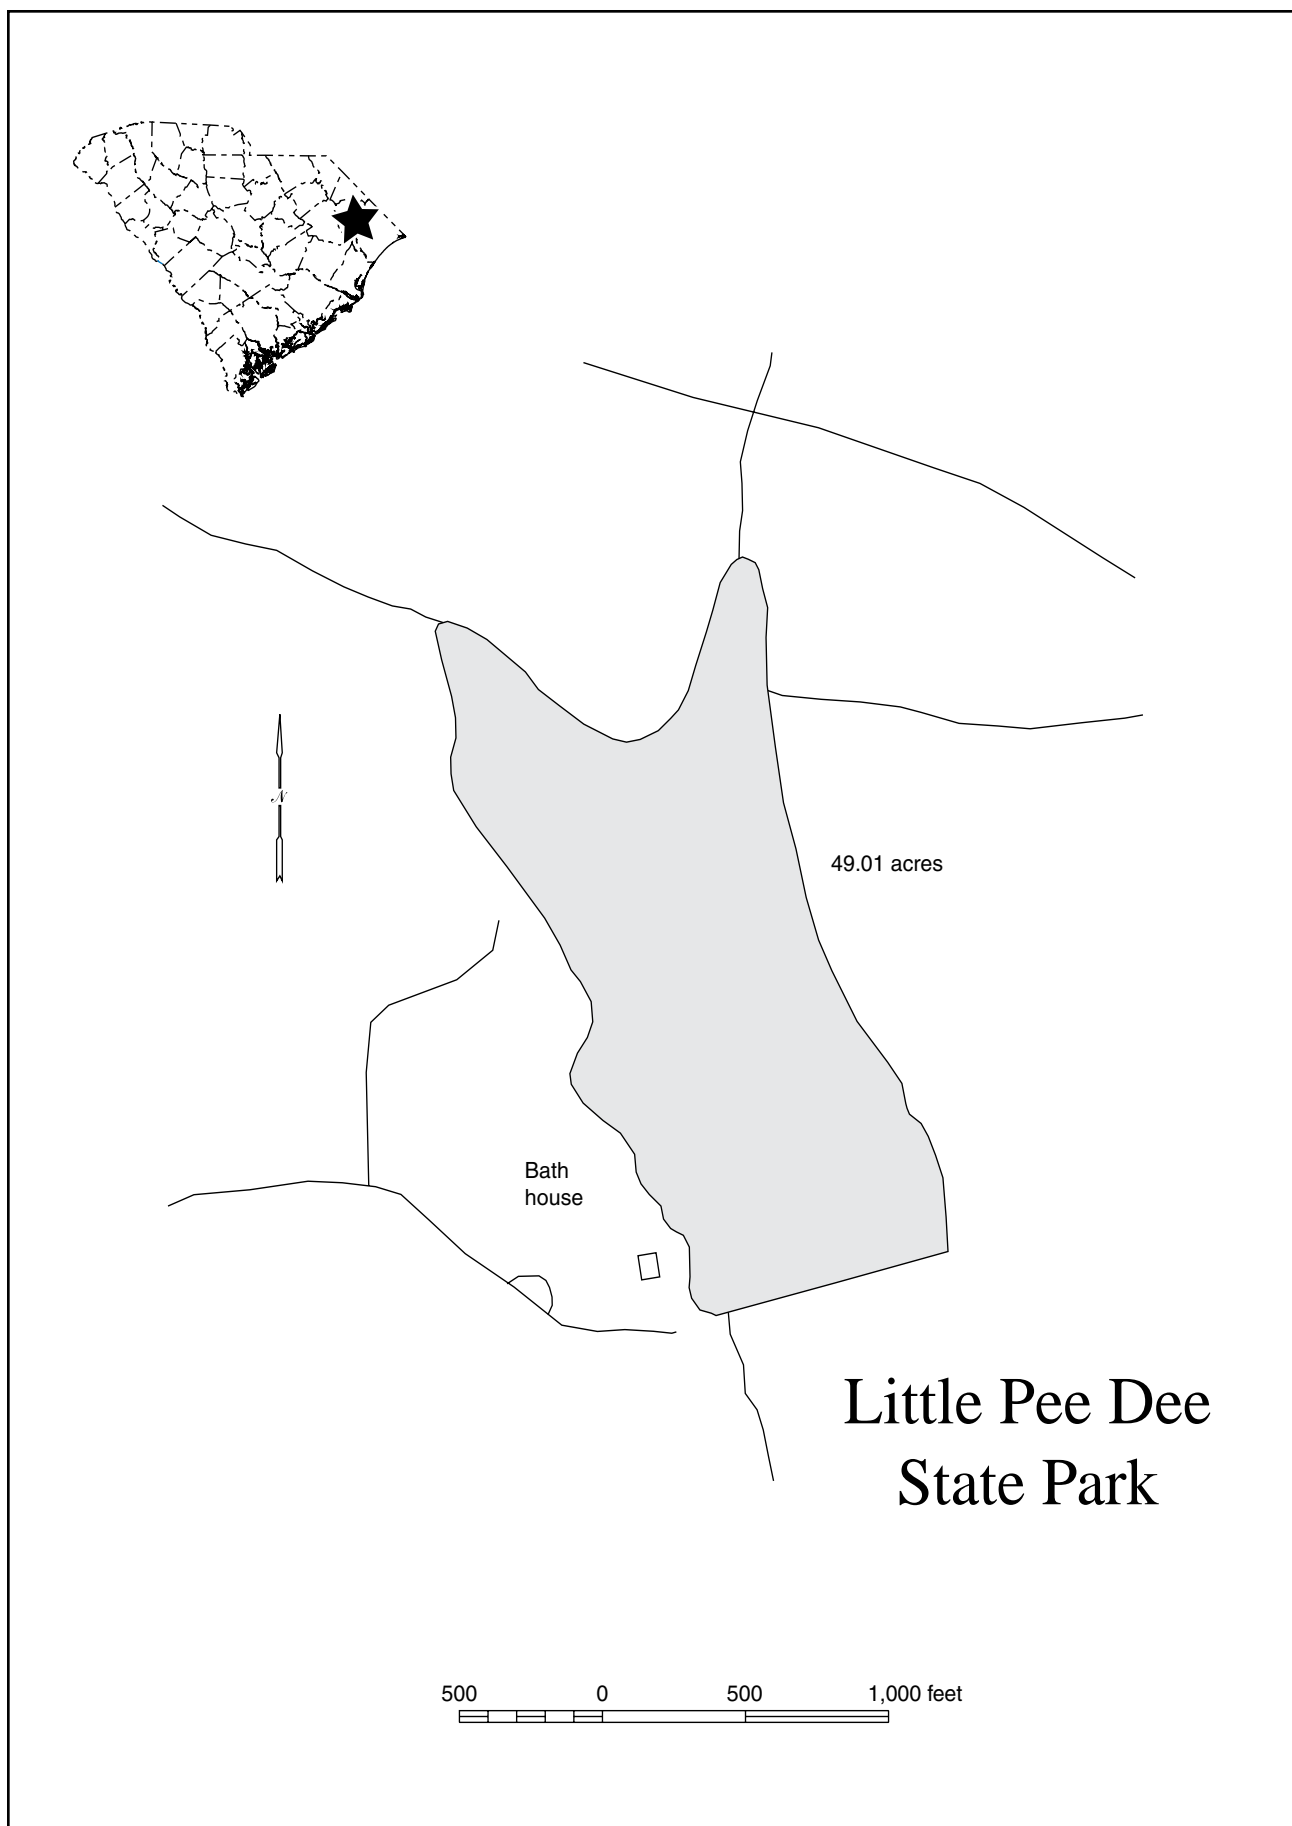 N
49.01 acres
Bath
house
Little Pee Dee
State Park
500 0 500 1,000 feet